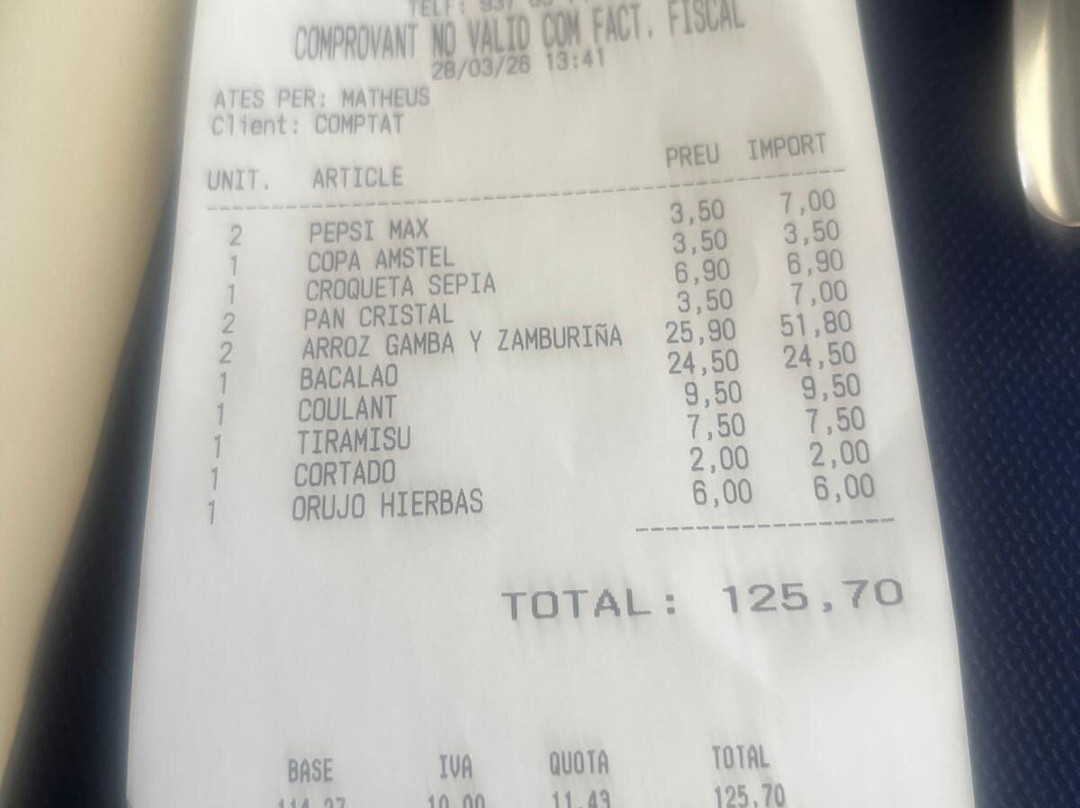 TELF: 937
COMPROVANT NO VALID COM FACT. FISCAL
28/03/26 13:41
ATES PER: MATHEUS
Client: COMPTAT
UNIT. ARTICLE PREU IMPORT
2 PEPSI MAX 3,50 7,00
1 COPA AMSTEL 3,50 3,50
1 CROQUETA SEPIA 6,90 6,90
2 PAN CRISTAL 3,50 7,00
2 ARROZ GAMBA Y ZAMBURIÑA 25,90 51,80
1 BACALAO 24,50 24,50
1 COULANT 9,50 9,50
1 TIRAMISU 7,50 7,50
1 CORTADO 2,00 2,00
1 ORUJO HIERBAS 6,00 6,00
TOTAL: 125,70
BASE IVA QUOTA TOTAL
114,27 10,00 11,43 125,70